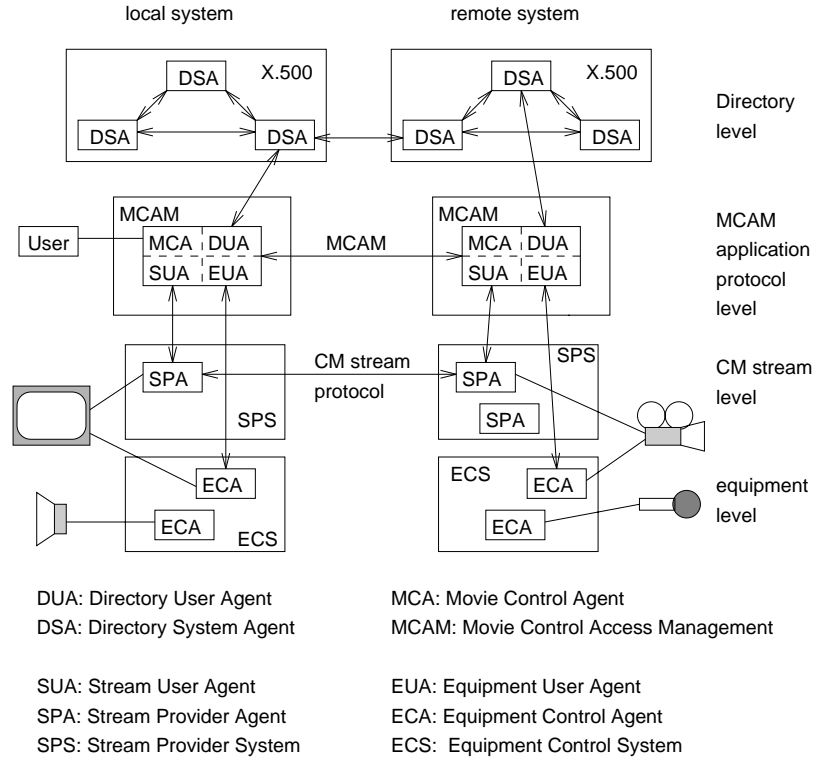 local system
remote system
X.500
X.500
DSA
DSA
DSA
DSA
DSA
DSA
DSA
DSA
Directory
level
MCAM
MCAM
User
MCA
DUA
SUA
EUA
MCAM
MCA
DUA
SUA
EUA
MCAM
application
protocol
level
SPA
SPS
CM stream
protocol
SPA
SPA
SPS
CM stream
level
ECA
ECA
ECS
ECS
ECA
ECA
equipment
level
DUA: Directory User Agent
DSA: Directory System Agent
MCA: Movie Control Agent
MCAM: Movie Control Access Management
SUA: Stream User Agent
SPA: Stream Provider Agent
SPS: Stream Provider System
EUA: Equipment User Agent
ECA: Equipment Control Agent
ECS: Equipment Control System